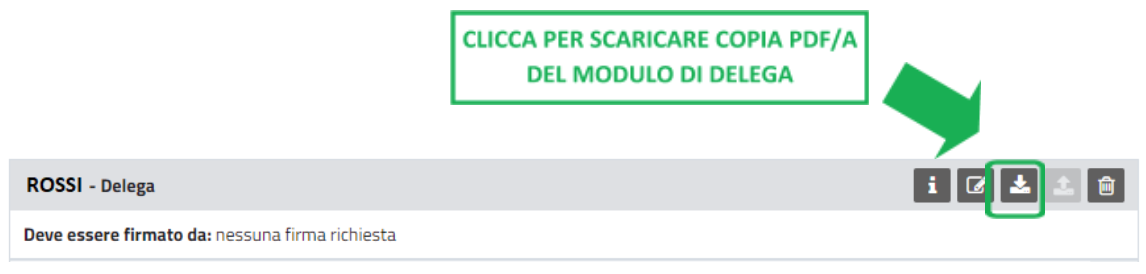 CLICCA PER SCARICARE COPIA PDF/A
DEL MODULO DI DELEGA
ROSSI - Delega
Deve essere firmato da: nessuna firma richiesta